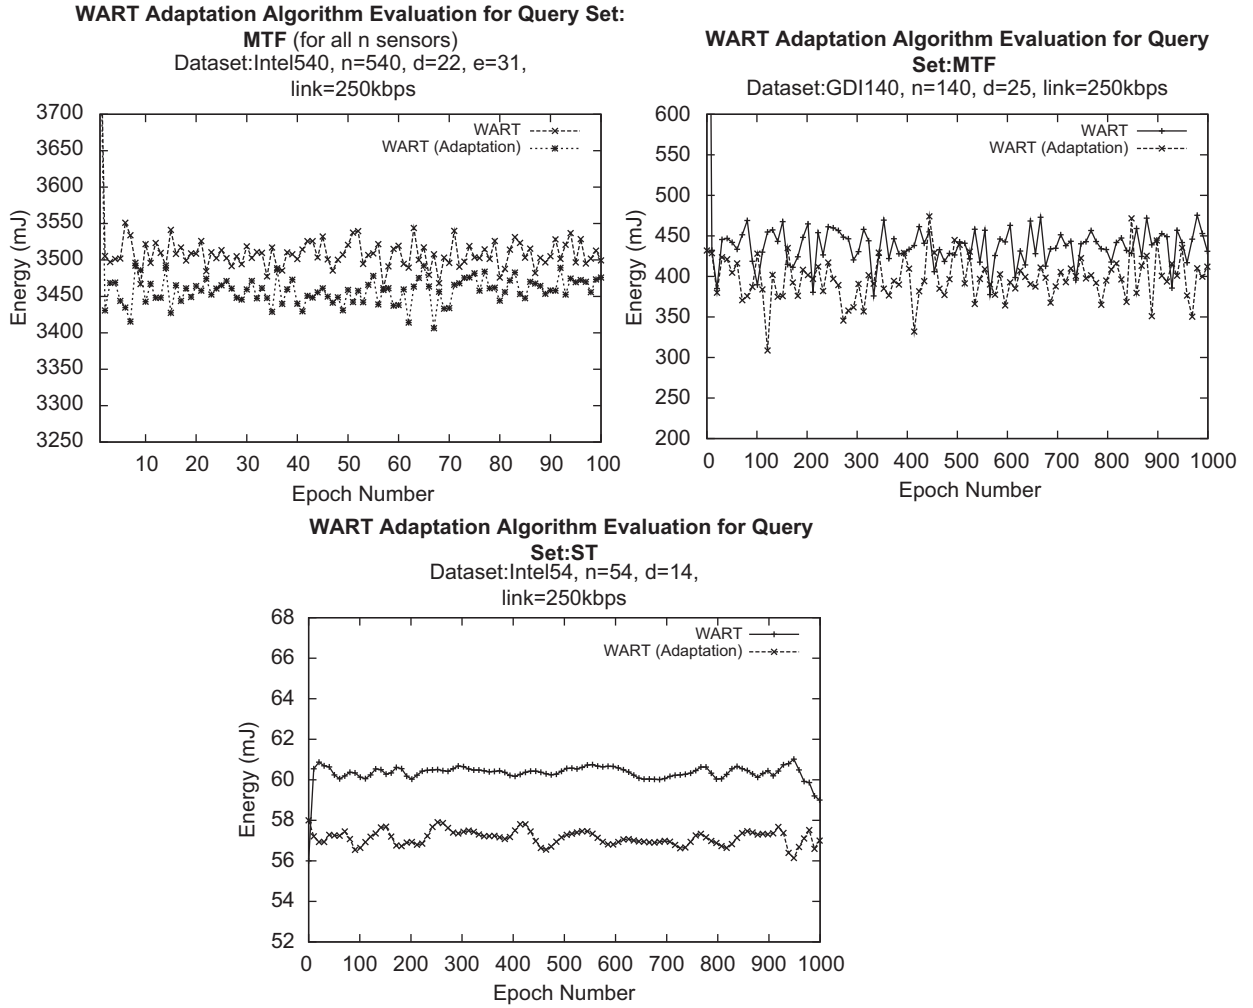 WART Adaptation Algorithm Evaluation for Query Set:
MTF (for all n sensors)
Dataset:Intel540, n=540, d=22, e=31,
link=250kbps
3700
3650
3600
3550
3500
3450
3400
3350
3300
3250
Energy (mJ)
WART
WART (Adaptation)
10 20 30 40 50 60 70 80 90 100
Epoch Number
WART Adaptation Algorithm Evaluation for Query
Set:MTF
Dataset:GDI140, n=140, d=25, link=250kbps
600
550
500
450
400
350
300
250
200
Energy (mJ)
WART
WART (Adaptation)
0 100 200 300 400 500 600 700 800 900 1000
Epoch Number
WART Adaptation Algorithm Evaluation for Query
Set:ST
Dataset:Intel54, n=54, d=14,
link=250kbps
68
66
64
62
60
58
56
54
52
Energy (mJ)
WART
WART (Adaptation)
0 100 200 300 400 500 600 700 800 900 1000
Epoch Number